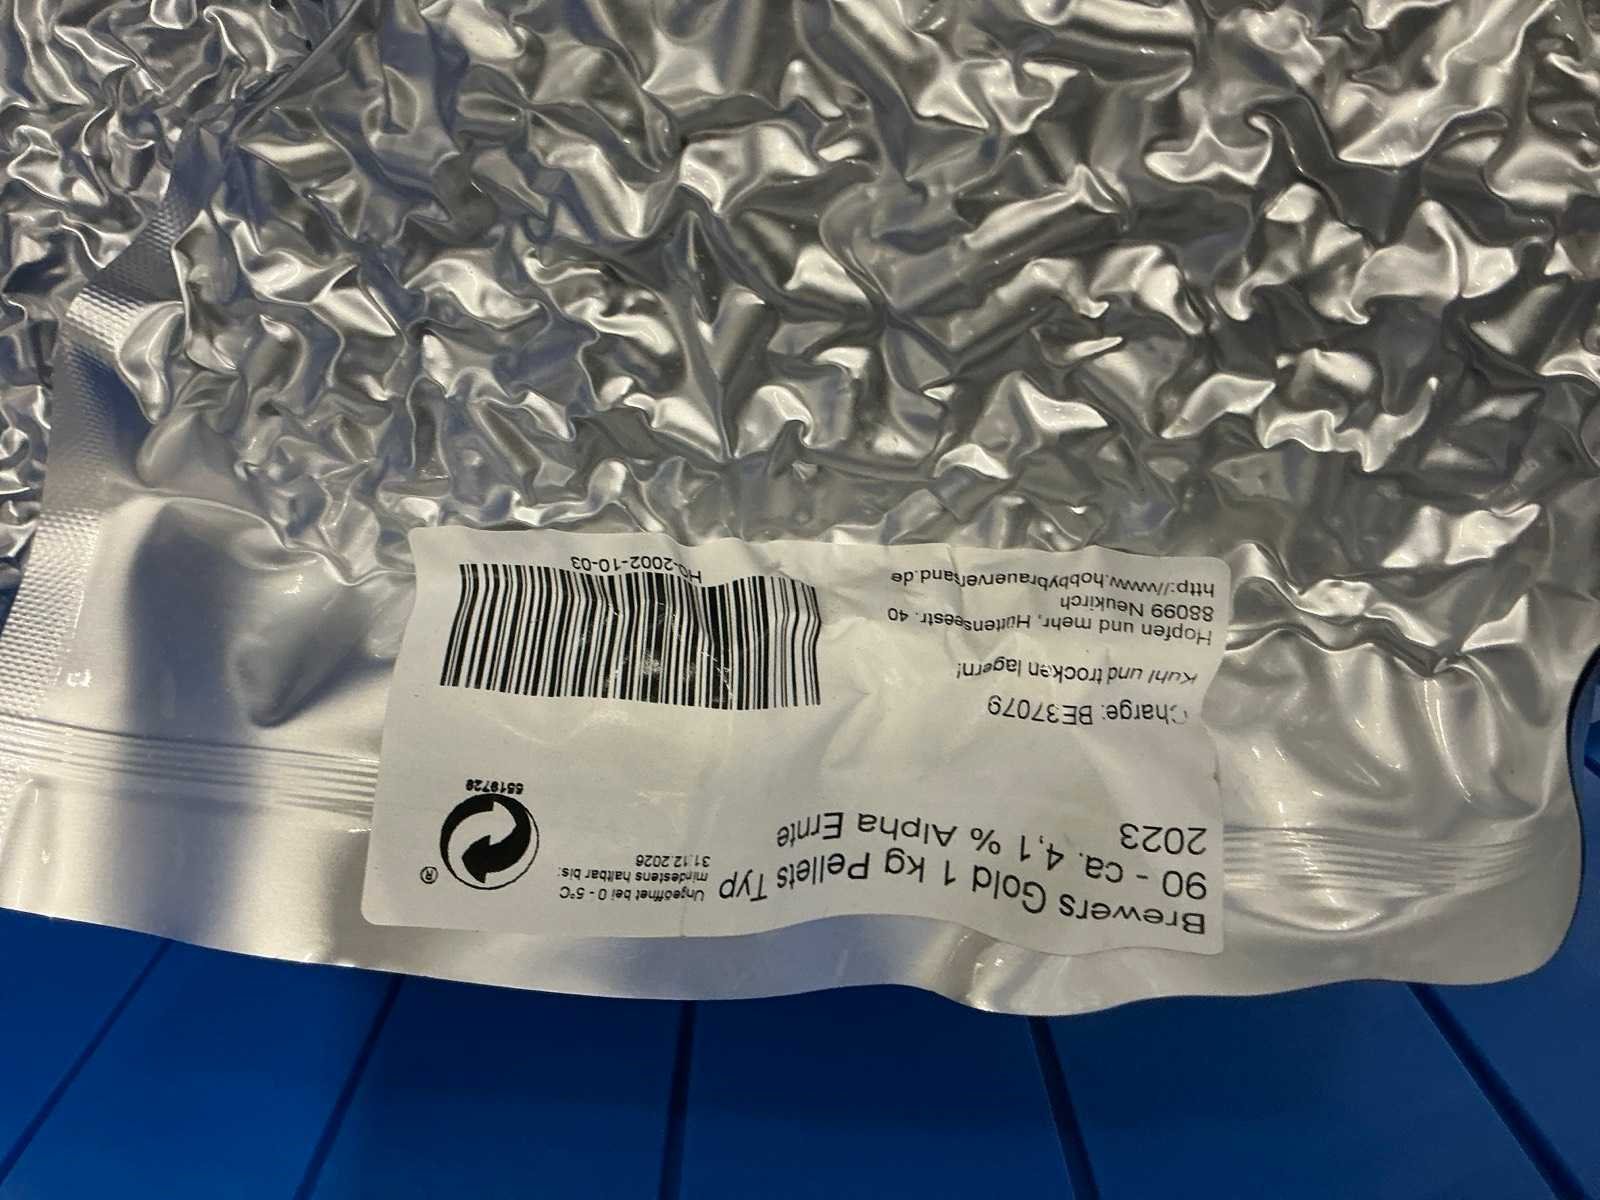 Brewers Gold 1 kg Pellets Typ
90 - ca. 4,1 % Alpha Ernte
2023
Ungeöffnet bei 0 - 5°C
mindestens haltbar bis:
31.12.2026
®
5519729
Charge: BE37079
Kühl und trocken lagern!
Hopfen und mehr, Hüttenseestr. 40
88099 Neukirch
http://www.hobbybrauerversand.de
HO-2002-10-03